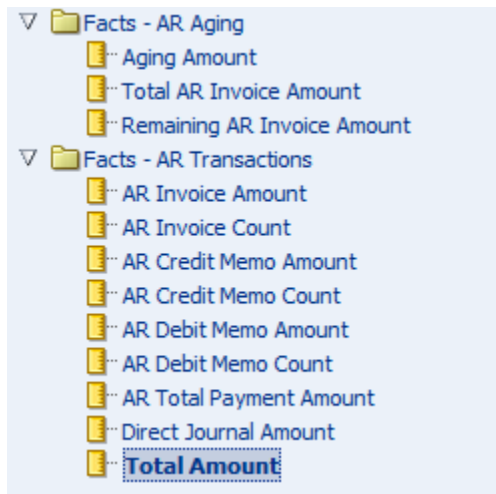 Facts - AR Aging
Aging Amount
Total AR Invoice Amount
Remaining AR Invoice Amount
Facts - AR Transactions
AR Invoice Amount
AR Invoice Count
AR Credit Memo Amount
AR Credit Memo Count
AR Debit Memo Amount
AR Debit Memo Count
AR Total Payment Amount
Direct Journal Amount
Total Amount